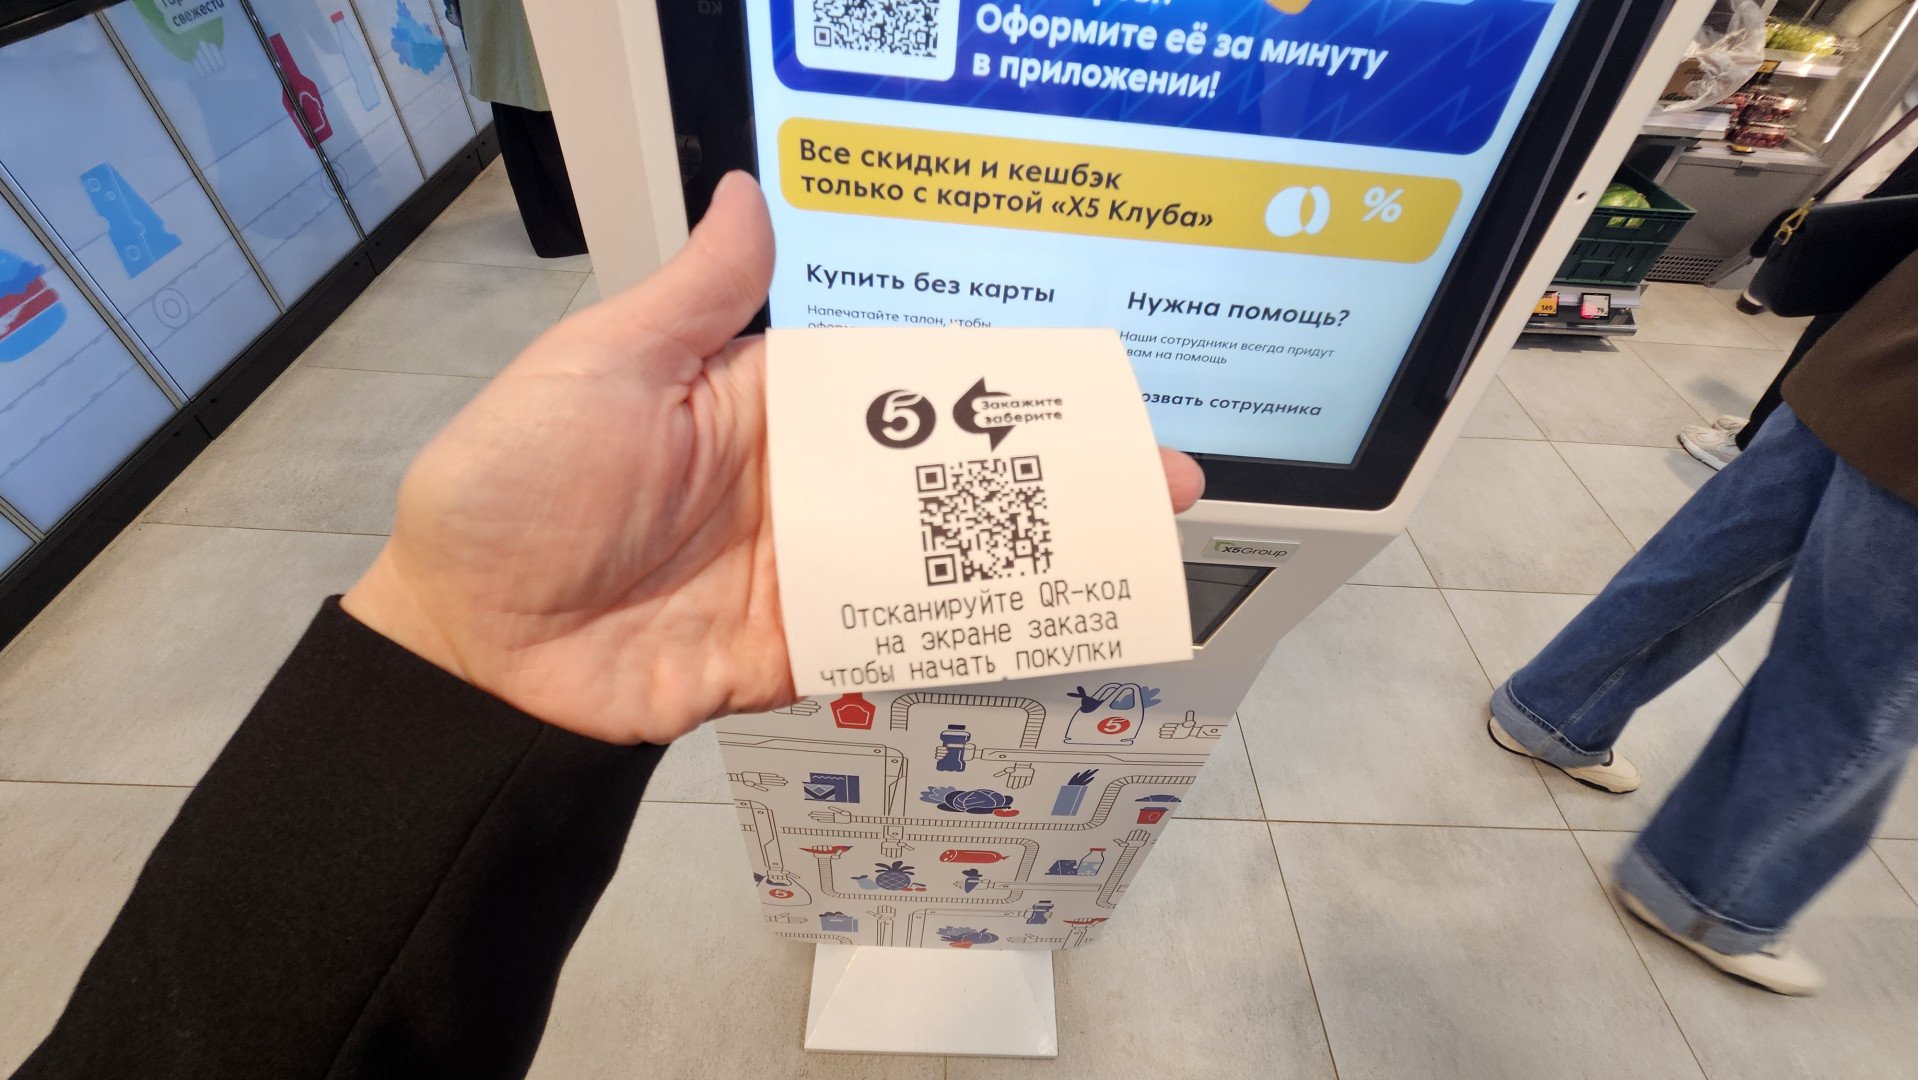 свежести
Оформите её за минуту
в приложении!
Все скидки и кешбэк
только с картой «X5 Клуба»
%
Купить без карты
Напечатайте талон, чтобы
Нужна помощь?
Наши сотрудники всегда придут
вам на помощь
сотрудника
5
Закажите
заберите
X5Group
Отсканируйте QR-код
на экране заказа
чтобы начать покупки
5
5